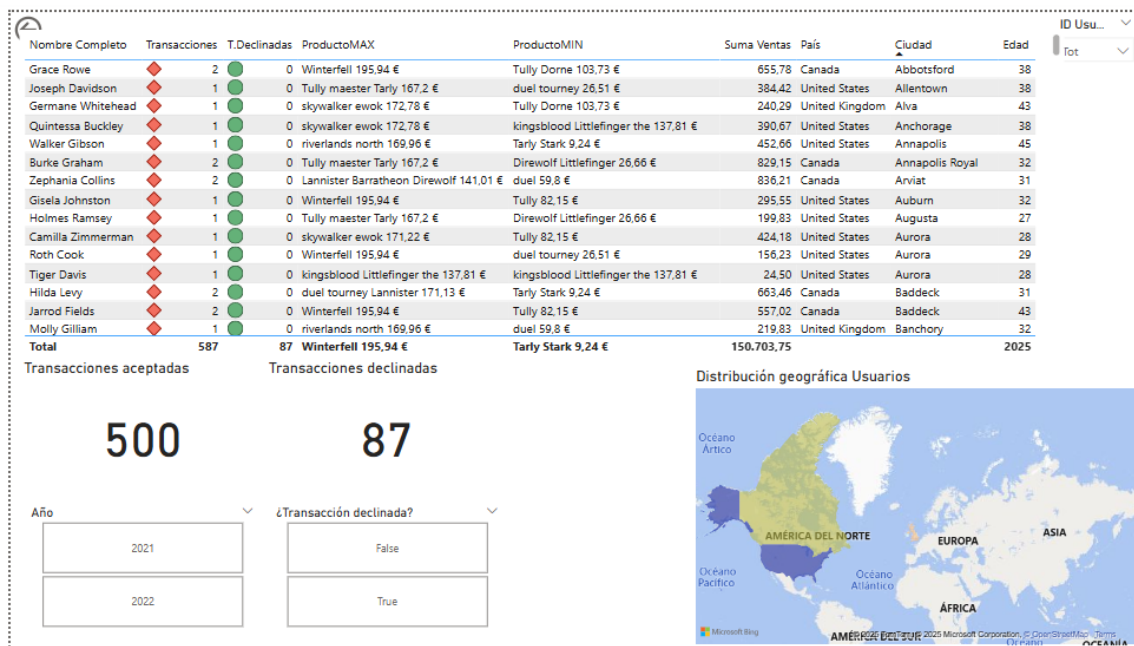 ID Usu...
Tot
Nombre Completo Transacciones T.Declinadas ProductoMAX ProductoMIN Suma Ventas País Ciudad Edad
Grace Rowe 2 0 Winterfell 195,94 € Tully Dorne 103,73 € 655,78 Canada Abbotsford 38
Joseph Davidson 1 0 Tully maester Tarly 167,2 € duel tourney 26,51 € 384,42 United States Allentown 38
Germane Whitehead 1 0 skywalker ewok 172,78 € Tully Dorne 103,73 € 240,29 United Kingdom Alva 43
Quintessa Buckley 1 0 skywalker ewok 172,78 € kingsblood Littlefinger the 137,81 € 390,67 United States Anchorage 38
Walker Gibson 1 0 riverlands north 169,96 € Tarly Stark 9,24 € 452,66 United States Annapolis 45
Burke Graham 2 0 Tully maester Tarly 167,2 € Direwolf Littlefinger 26,66 € 829,15 Canada Annapolis Royal 32
Zephania Collins 2 0 Lannister Barratheon Direwolf 141,01 € duel 59,8 € 836,21 Canada Arviat 31
Gisela Johnston 1 0 Winterfell 195,94 € Tully 82,15 € 295,55 United States Auburn 32
Holmes Ramsey 1 0 Tully maester Tarly 167,2 € Direwolf Littlefinger 26,66 € 199,83 United States Augusta 27
Camilla Zimmerman 1 0 skywalker ewok 171,22 € Tully 82,15 € 424,18 United States Aurora 28
Roth Cook 1 0 Winterfell 195,94 € duel tourney 26,51 € 156,23 United States Aurora 29
Tiger Davis 1 0 kingsblood Littlefinger the 137,81 € kingsblood Littlefinger the 137,81 € 24,50 United States Aurora 28
Hilda Levy 2 0 duel tourney Lannister 171,13 € Tarly Stark 9,24 € 663,46 Canada Baddeck 31
Jarrod Fields 2 0 Winterfell 195,94 € Tully 82,15 € 557,02 Canada Baddeck 43
Molly Gilliam 1 0 riverlands north 169,96 € duel 59,8 € 219,83 United Kingdom Banchory 32
Total 587 87 Winterfell 195,94 € Tarly Stark 9,24 € 150.703,75 2025
Transacciones aceptadas Transacciones declinadas
500 87
Año ¿Transacción declinada?
2021 False
2022 True
Distribución geográfica Usuarios
Océano
Ártico
AMÉRICA DEL NORTE
EUROPA
ASIA
Océano
Pacífico
Océano
Atlántico
ÁFRICA
Microsoft Bing
AMÉRICA DEL SUR
© 2025 TomTom, © 2025 Microsoft Corporation, © OpenStreetMap Terms
Océano
OCEANÍA